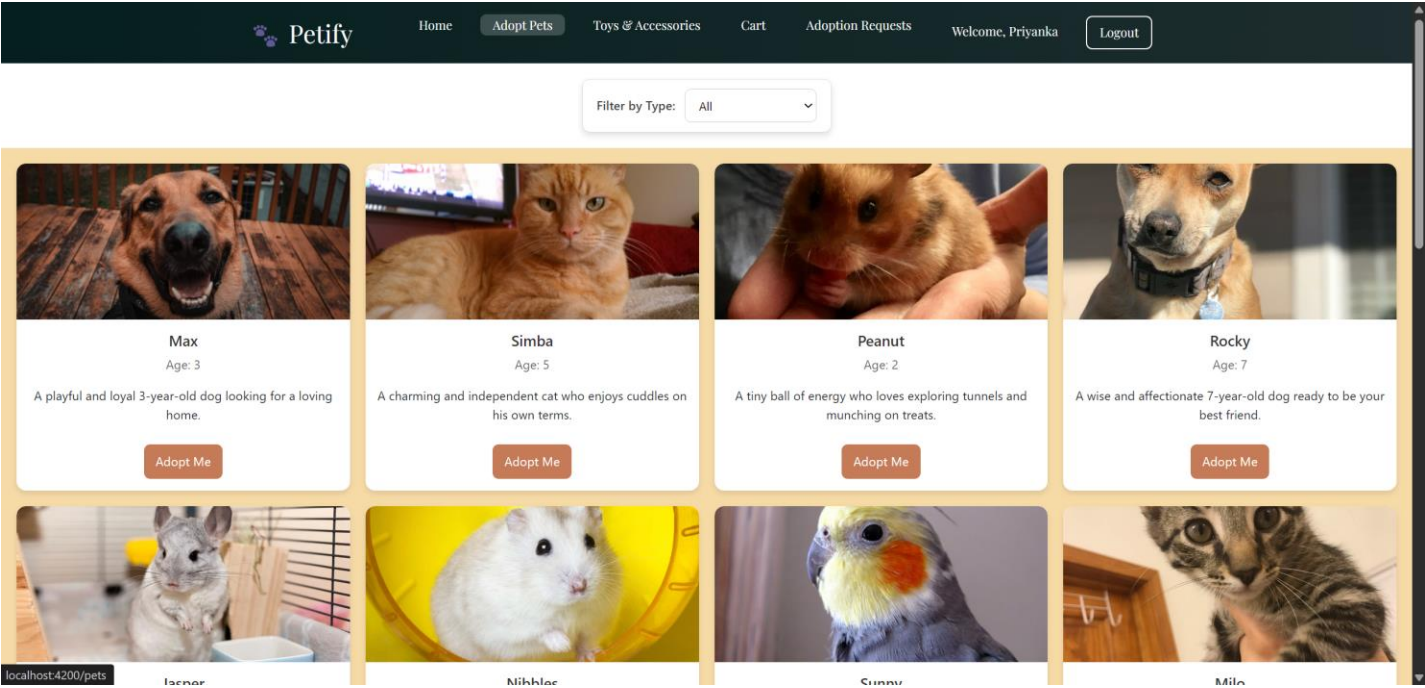 Petify
Home
Adopt Pets
Toys & Accessories
Cart
Adoption Requests
Welcome, Priyanka
Logout
Filter by Type:
All
Max
Age: 3
A playful and loyal 3-year-old dog looking for a loving
home.
Adopt Me
Simba
Age: 5
A charming and independent cat who enjoys cuddles on
his own terms.
Adopt Me
Peanut
Age: 2
A tiny ball of energy who loves exploring tunnels and
munching on treats.
Adopt Me
Rocky
Age: 7
A wise and affectionate 7-year-old dog ready to be your
best friend.
Adopt Me
Jasper
Nibbles
Sunny
Milo
localhost:4200/pets